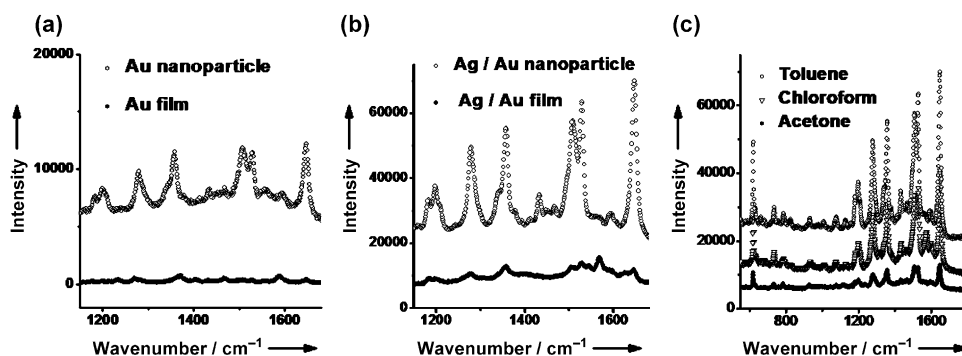 (a)
20000
○ Au nanoparticle
• Au film
10000
0
Intensity
1200 1400 1600
Wavenumber / cm⁻¹
(b)
○ Ag / Au nanoparticle
• Ag / Au film
60000
40000
20000
0
Intensity
1200 1400 1600
Wavenumber / cm⁻¹
(c)
○ Toluene
▽ Chloroform
• Acetone
60000
40000
20000
0
Intensity
800 1200 1600
Wavenumber / cm⁻¹